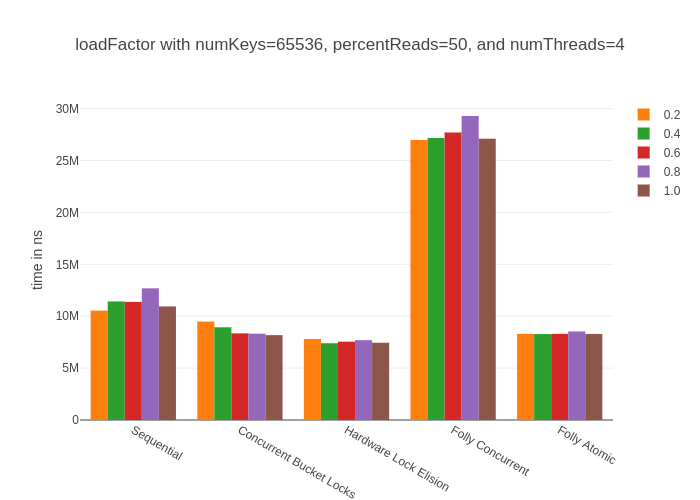 loadFactor with numKeys=65536, percentReads=50, and numThreads=4
30M
25M
20M
15M
10M
5M
0
time in ns
Sequential
Concurrent Bucket Locks
Hardware Lock Elision
Folly Concurrent
Folly Atomic
0.2
0.4
0.6
0.8
1.0